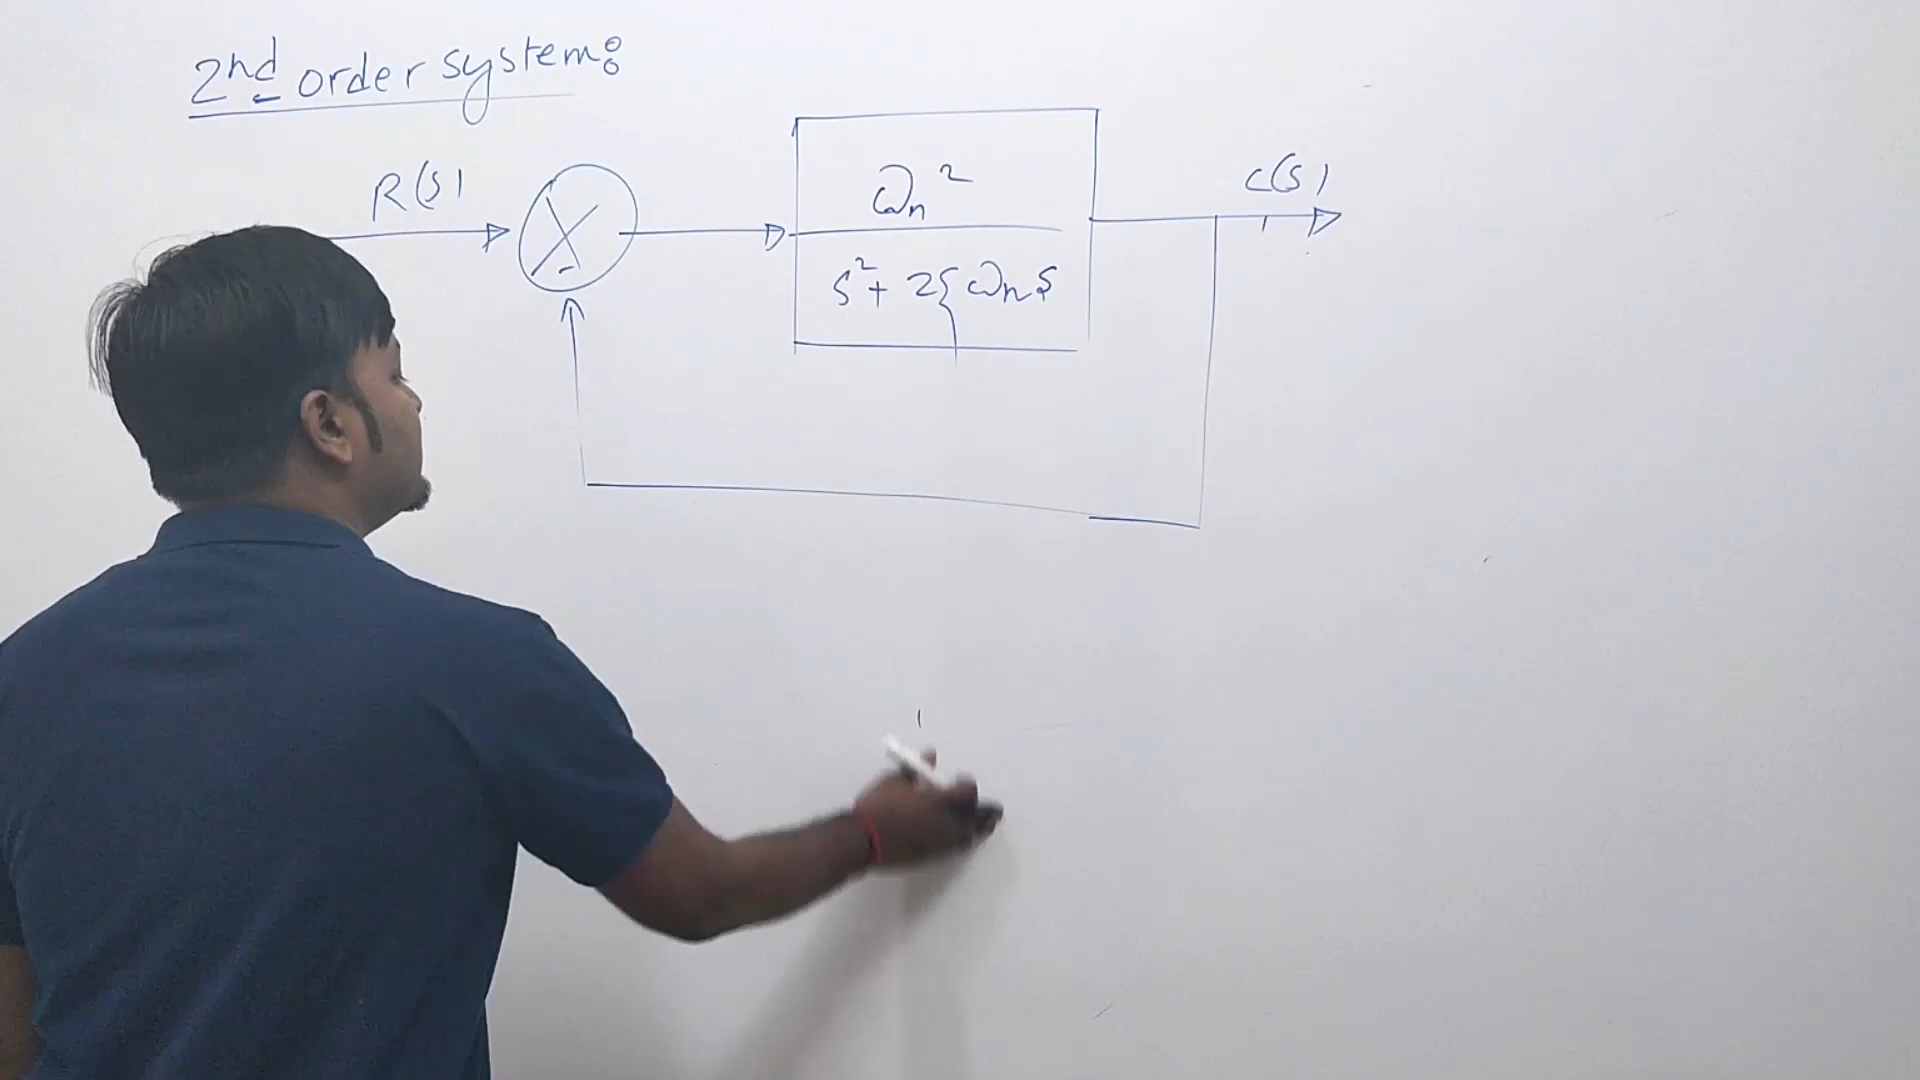 2nd order system:
R(s)
ωn²
C(s)
s² + 2ξωns
-